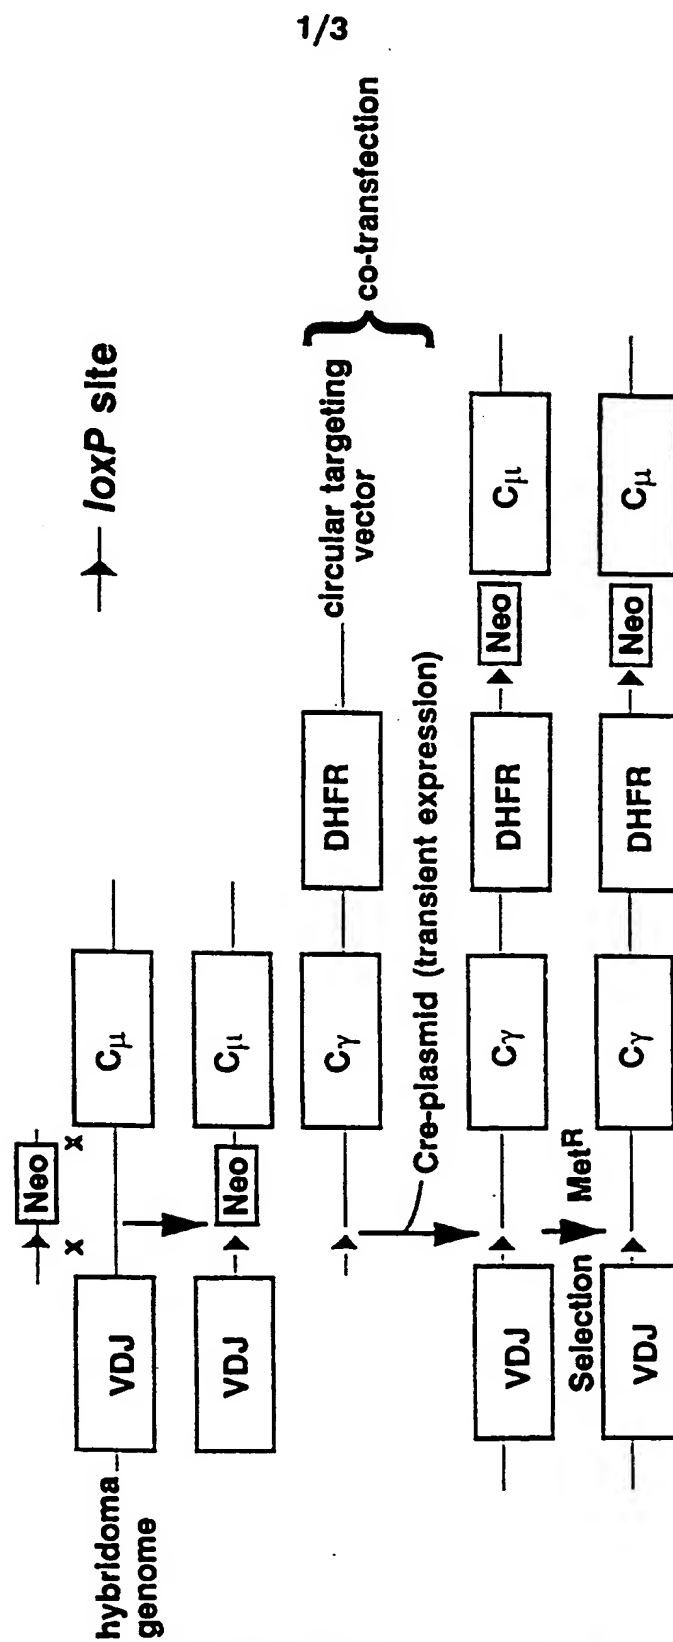 1/3
loxP site
hybridoma
genome
Neo
x x
VDJ
Cμ
VDJ
Neo
Cμ
Cγ
DHFR
circular targeting
vector
co-transfection
Cre-plasmid (transient expression)
VDJ
Cγ
DHFR
Neo
Cμ
Selection MetR
VDJ
Cγ
DHFR
Neo
Cμ